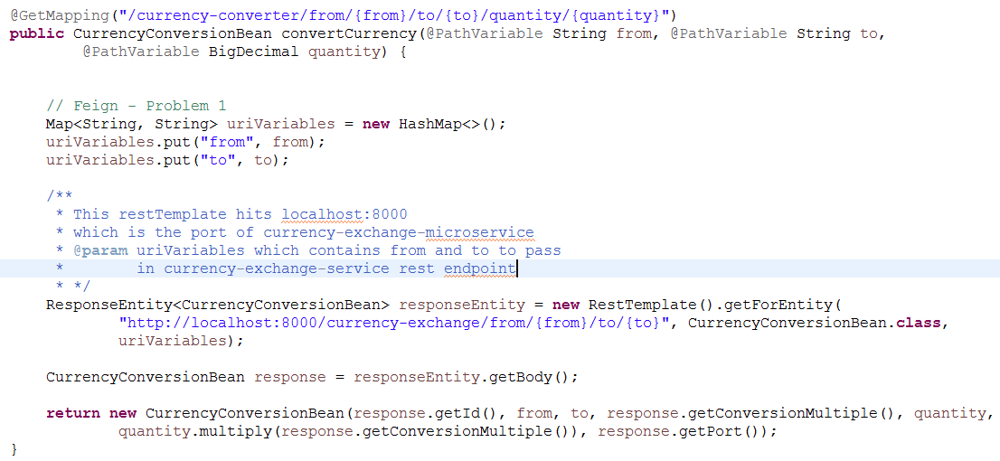 @GetMapping("/currency-converter/from/{from}/to/{to}/quantity/{quantity}")
public CurrencyConversionBean convertCurrency(@PathVariable String from, @PathVariable String to,
@PathVariable BigDecimal quantity) {
// Feign - Problem 1
Map<String, String> uriVariables = new HashMap<>();
uriVariables.put("from", from);
uriVariables.put("to", to);
/**
* This restTemplate hits localhost:8000
* which is the port of currency-exchange-microservice
* @param uriVariables which contains from and to to pass
* in currency-exchange-service rest endpoint
* */
ResponseEntity<CurrencyConversionBean> responseEntity = new RestTemplate().getForEntity(
"http://localhost:8000/currency-exchange/from/{from}/to/{to}", CurrencyConversionBean.class,
uriVariables);
CurrencyConversionBean response = responseEntity.getBody();
return new CurrencyConversionBean(response.getId(), from, to, response.getConversionMultiple(), quantity,
quantity.multiply(response.getConversionMultiple()), response.getPort());
}